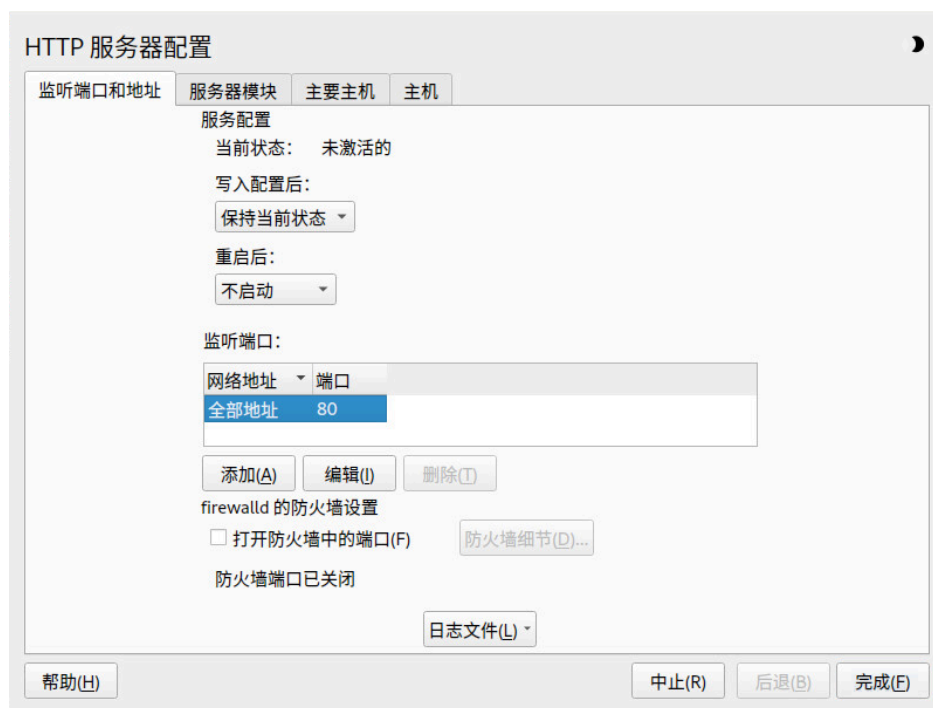 HTTP 服务器配置
监听端口和地址 服务器模块 主要主机 主机
服务配置
当前状态： 未激活的
写入配置后：
保持当前状态
重启后：
不启动
监听端口：
网络地址 端口
全部地址 80
添加(A) 编辑(I) 删除(T)
firewalld 的防火墙设置
打开防火墙中的端口(F) 防火墙细节(D)...
防火墙端口已关闭
日志文件(L)
帮助(H) 中止(R) 后退(B) 完成(F)